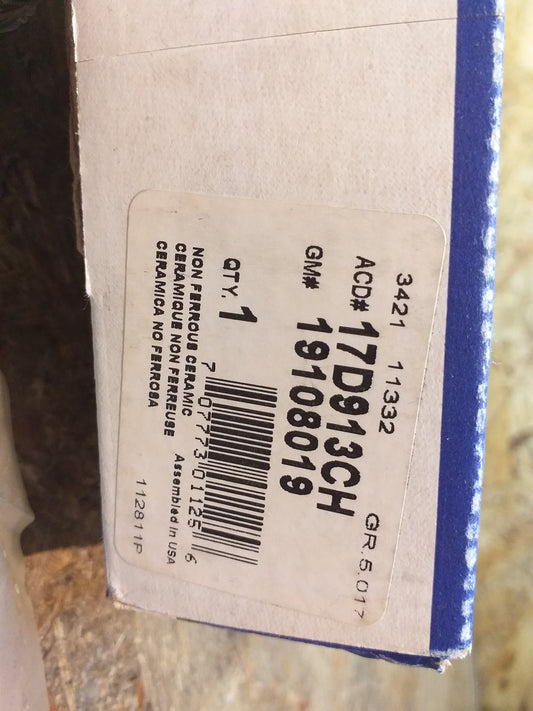 3421 11332 GR.5.017
ACD# 17D913CH
GM# 19108019
QTY. 1
7 07773 01125 6
NON FERROUS CERAMIC
CERAMIQUE NON FERREUSE Assembled in USA
CERAMICA NO FERROSA
112811P